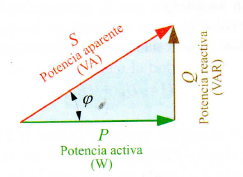 S
Potencia aparente
(VA)
φ
Q
Potencia reactiva
(VAR)
P
Potencia activa
(W)